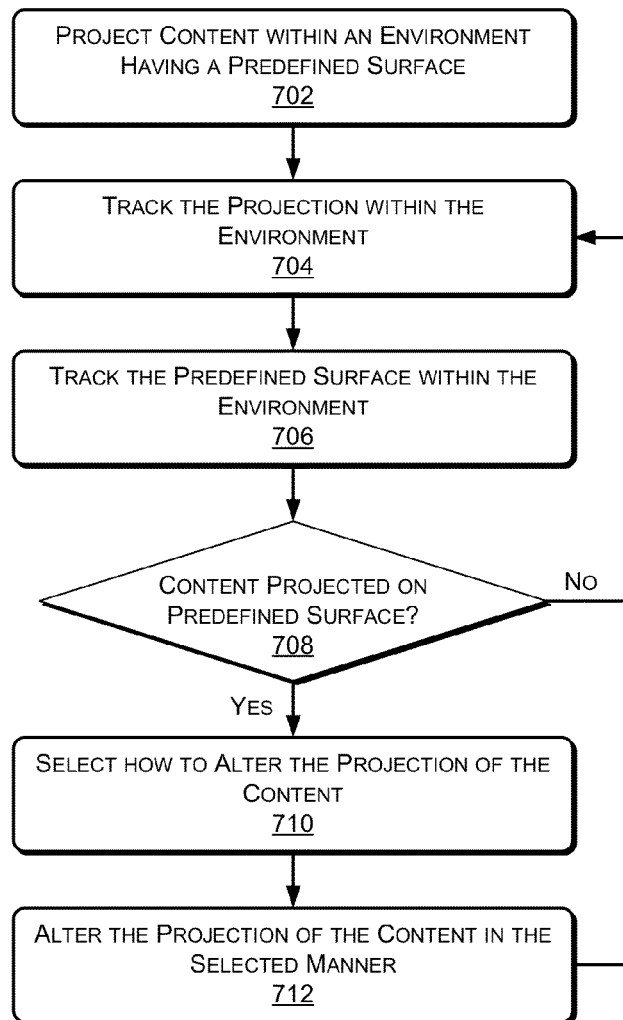 PROJECT CONTENT WITHIN AN ENVIRONMENT
HAVING A PREDEFINED SURFACE
702
TRACK THE PROJECTION WITHIN THE
ENVIRONMENT
704
TRACK THE PREDEFINED SURFACE WITHIN THE
ENVIRONMENT
706
CONTENT PROJECTED ON
PREDEFINED SURFACE?
708
NO
YES
SELECT HOW TO ALTER THE PROJECTION OF THE
CONTENT
710
ALTER THE PROJECTION OF THE CONTENT IN THE
SELECTED MANNER
712